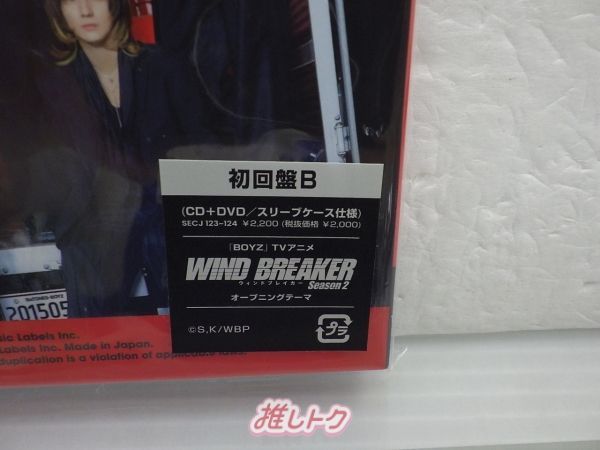 初回盤B
(CD+DVD/スリーブケース仕様)
SECJ 123~124 ¥2,200 (税抜価格 ¥2,000)
「BOYZ」TVアニメ
WIND BREAKER
ウィンドブレイカー Season 2
オープニングテーマ
©S,K/WBP
プラ
201505
Labels Inc.
Labels Inc. Made in Japan.
duplication is a violation of applicable laws.
推しトク